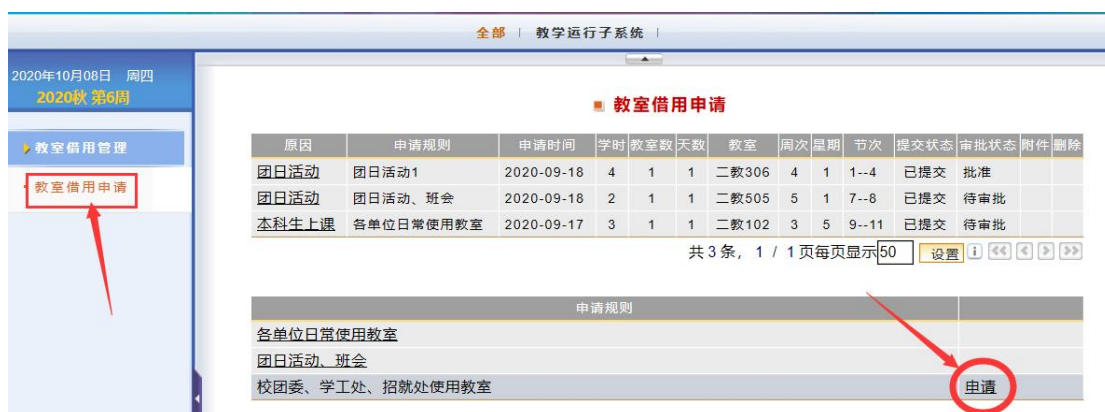 全部 | 教学运行子系统 |
2020年10月08日 周四
2020秋 第6周
教室借用管理
教室借用申请
教室借用申请
原因 申请规则 申请时间 学时 教室数 天数 教室 周次 星期 节次 提交状态 审批状态 附件 删除
团日活动 团日活动1 2020-09-18 4 1 1 二教306 4 1 1--4 已提交 批准
团日活动 团日活动、班会 2020-09-18 2 1 1 二教505 5 1 7--8 已提交 待审批
本科生上课 各单位日常使用教室 2020-09-17 3 1 1 二教102 3 5 9--11 已提交 待审批
共3条, 1 / 1页每页显示50 设置
申请规则
各单位日常使用教室
团日活动、班会
校团委、学工处、招就处使用教室 申请